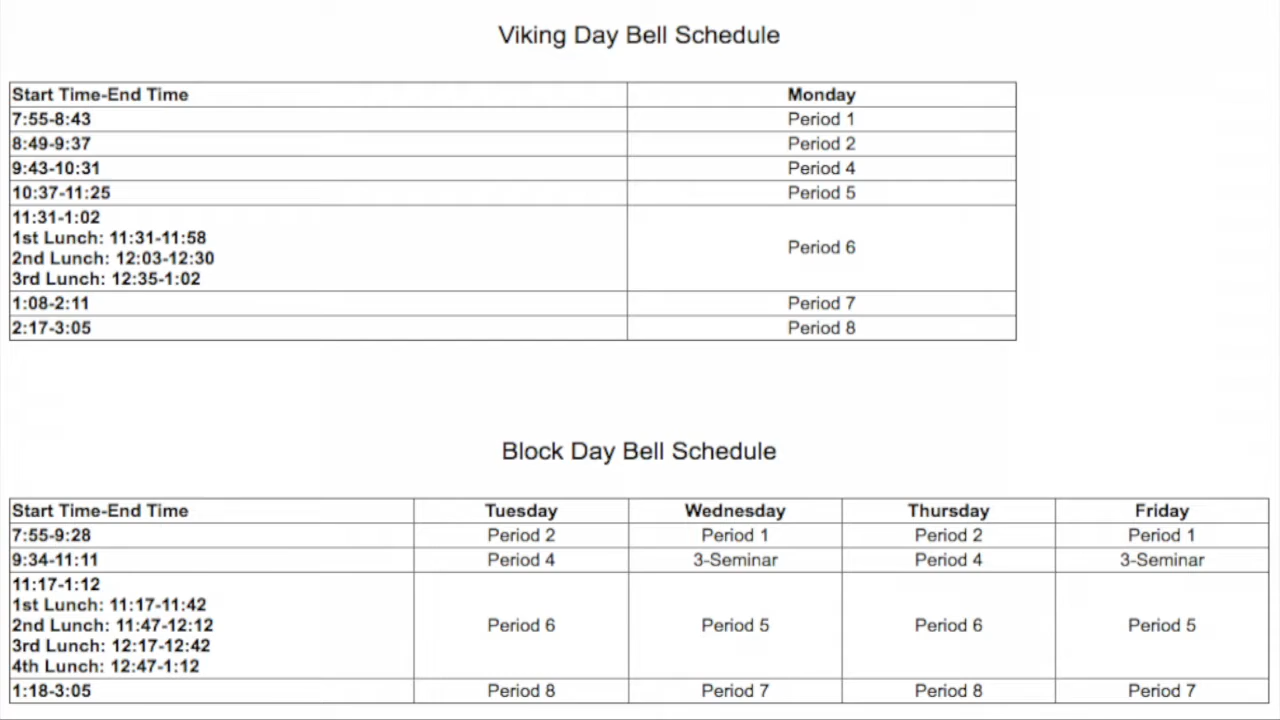 Viking Day Bell Schedule
Start Time-End Time Monday
7:55-8:43 Period 1
8:49-9:37 Period 2
9:43-10:31 Period 4
10:37-11:25 Period 5
11:31-1:02
1st Lunch: 11:31-11:58
2nd Lunch: 12:03-12:30
3rd Lunch: 12:35-1:02
Period 6
1:08-2:11 Period 7
2:17-3:05 Period 8
Block Day Bell Schedule
Start Time-End Time Tuesday Wednesday Thursday Friday
7:55-9:28 Period 2 Period 1 Period 2 Period 1
9:34-11:11 Period 4 3-Seminar Period 4 3-Seminar
11:17-1:12
1st Lunch: 11:17-11:42
2nd Lunch: 11:47-12:12
3rd Lunch: 12:17-12:42
4th Lunch: 12:47-1:12
Period 6 Period 5 Period 6 Period 5
1:18-3:05 Period 8 Period 7 Period 8 Period 7